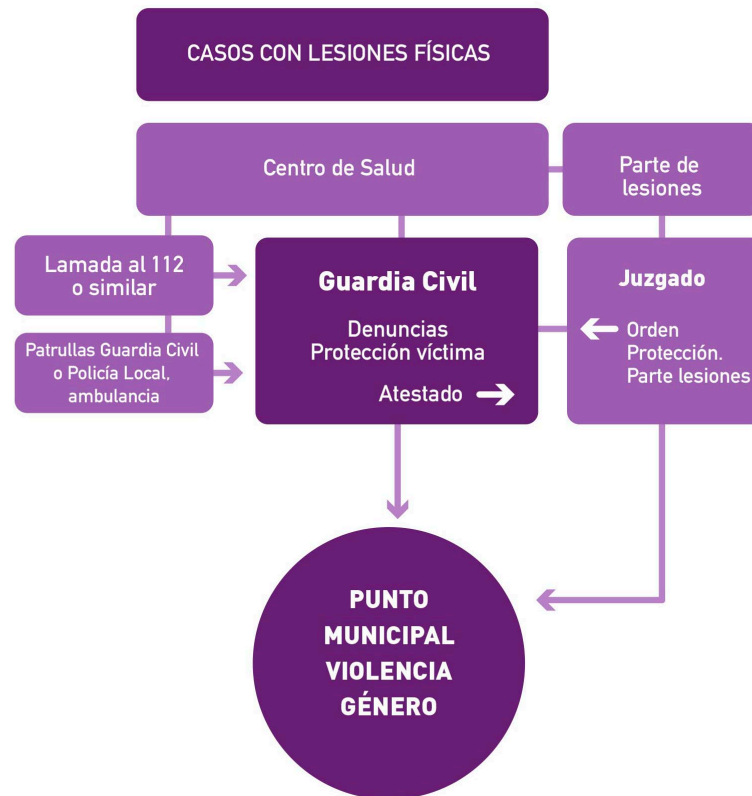 CASOS CON LESIONES FÍSICAS
Centro de Salud
Parte de
lesiones
Lamada al 112
o similar
Patrullas Guardia Civil
o Policía Local,
ambulancia
Guardia Civil
Denuncias
Protección víctima
Atestado
Juzgado
Orden
Protección.
Parte lesiones
PUNTO
MUNICIPAL
VIOLENCIA
GÉNERO